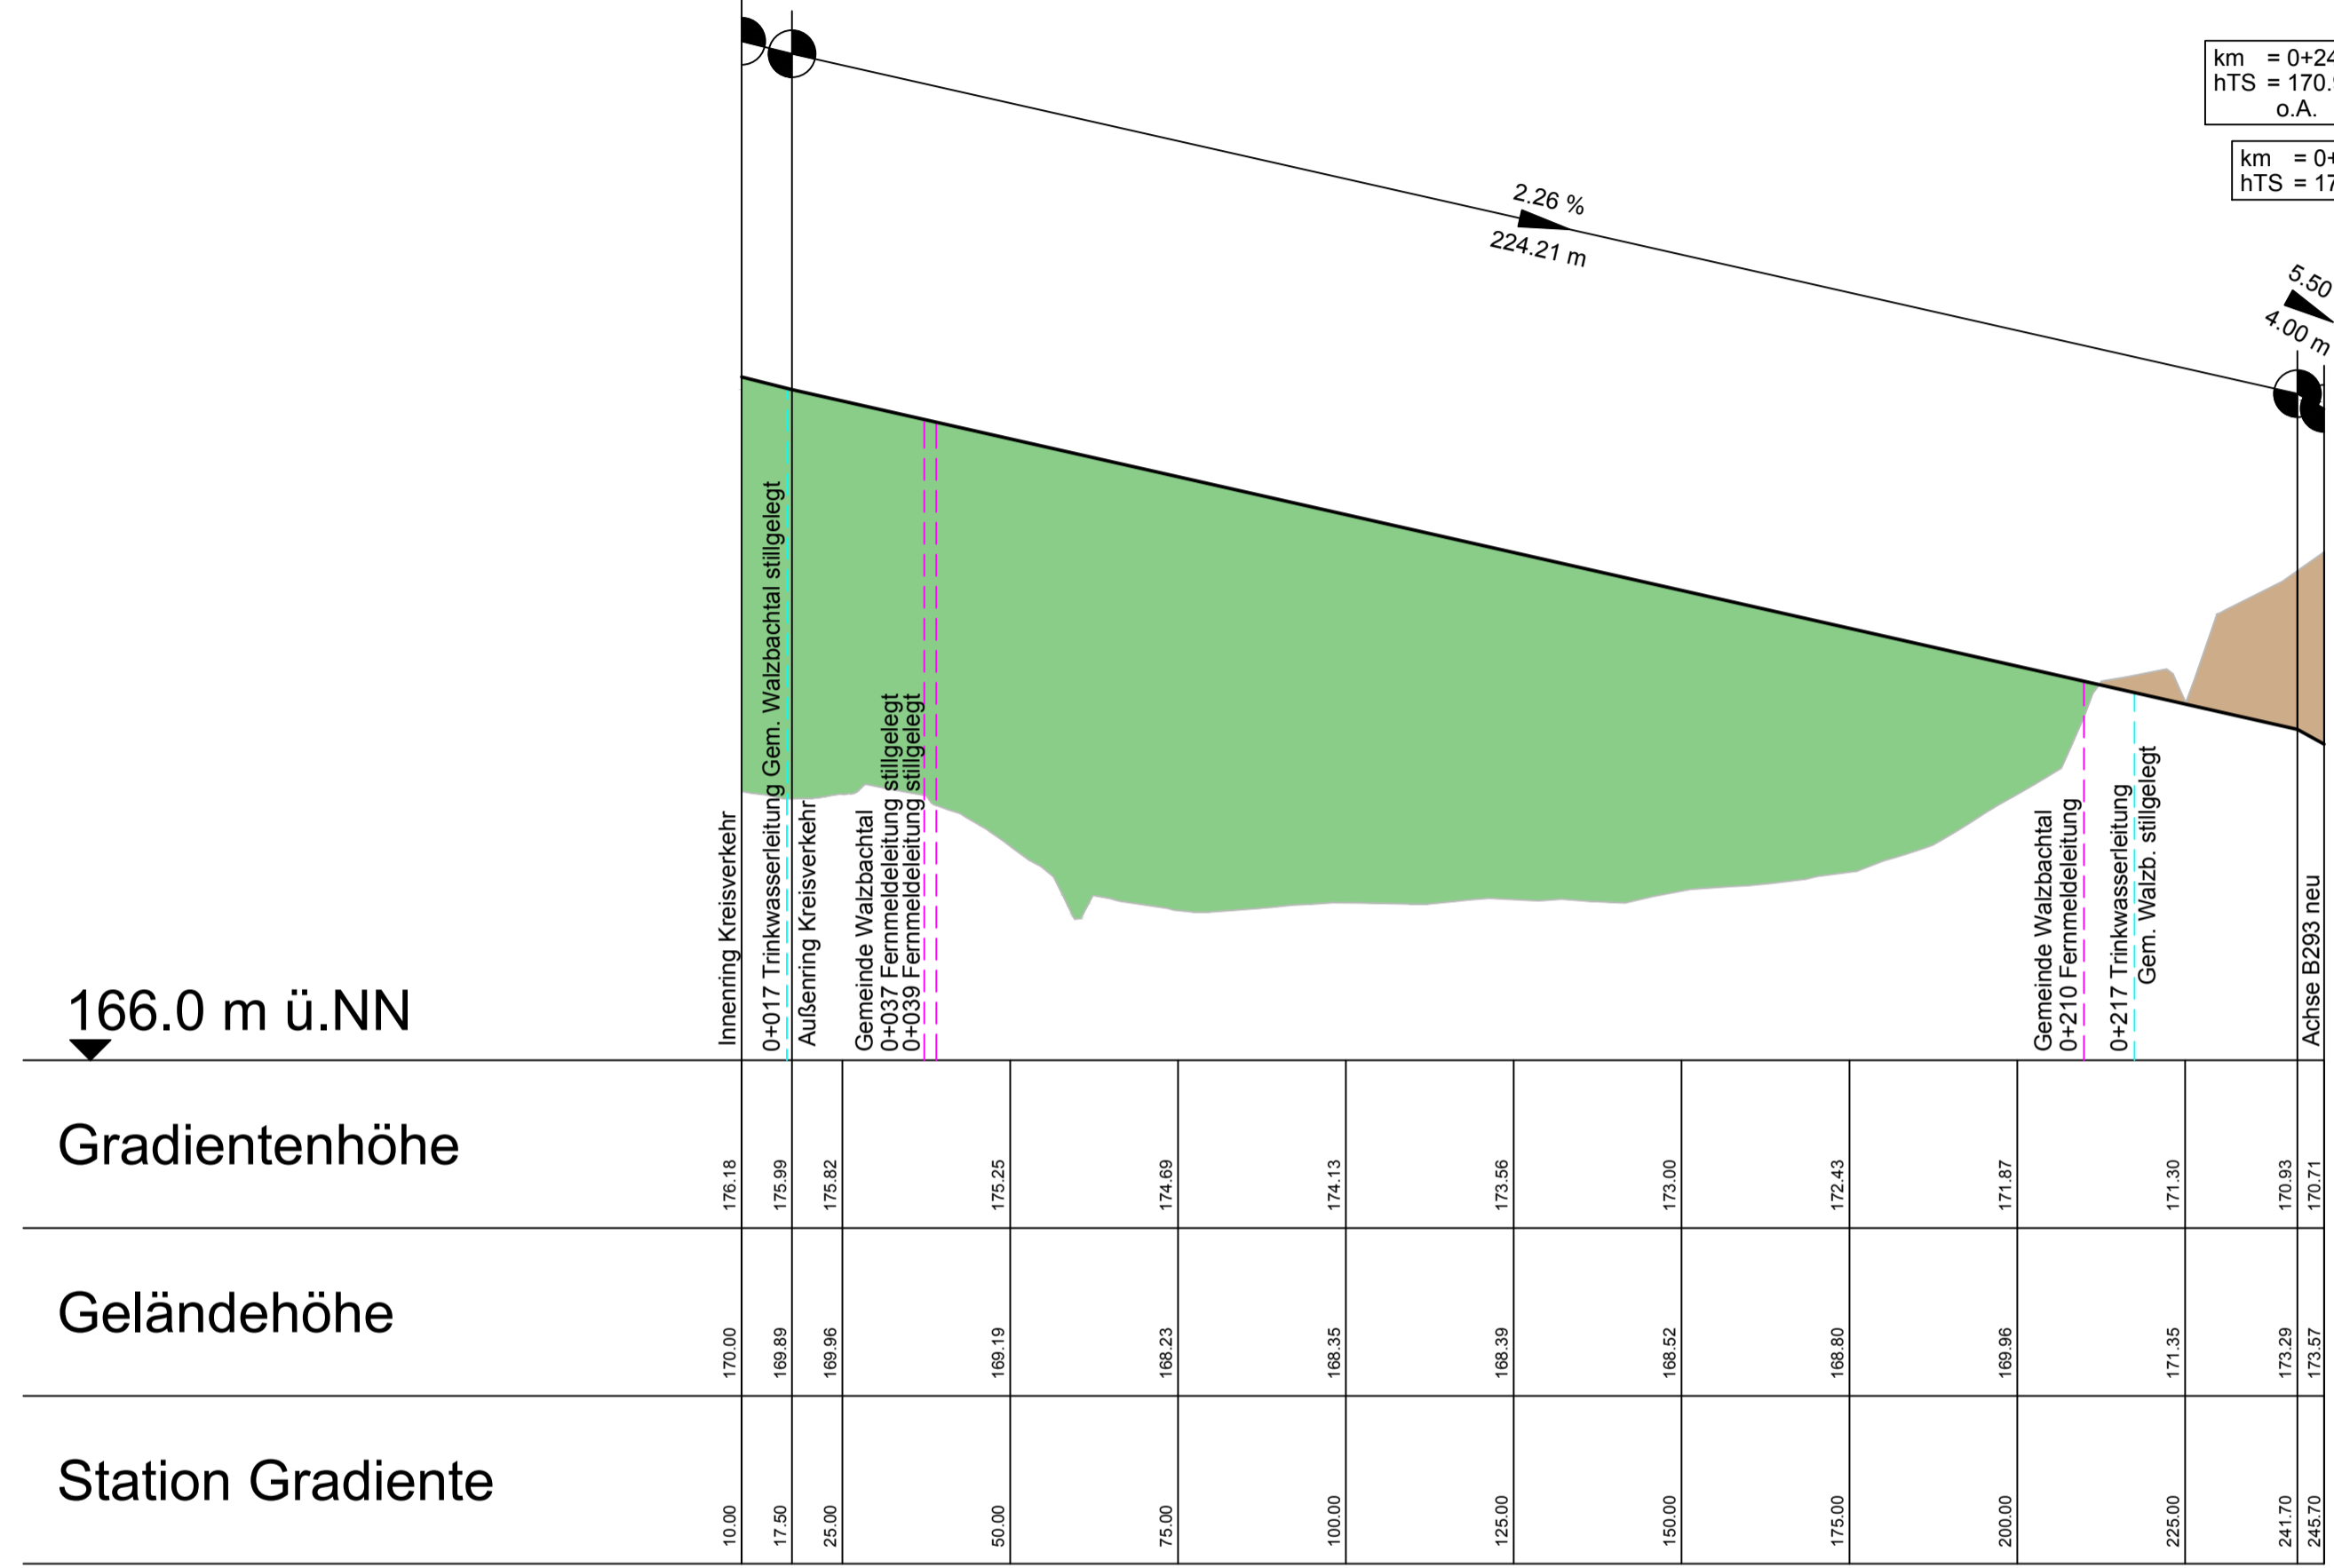 km = 0+24
hTS = 170.
o.A.
km = 0+
hTS = 17
2.26 %
224.21 m
5.50
4.00 m
Innenring Kreisverkehr
0+017 Trinkwasserleitung Gem. Walzbachtal stillgelegt
Außenring Kreisverkehr
Gemeinde Walzbachtal
0+037 Fernmeldeleitung stillgelegt
0+039 Fernmeldeleitung stillgelegt
Gemeinde Walzbachtal
0+210 Fernmeldeleitung
0+217 Trinkwasserleitung
Gem. Walzb. stillgelegt
Achse B293 neu
166.0 m ü.NN
Gradientenhöhe
176.18 175.99 175.82 175.25 174.69 174.13 173.56 173.00 172.43 171.87 171.30 170.93 170.71
Geländehöhe
170.00 169.89 169.96 169.19 168.23 168.35 168.39 168.52 168.80 169.96 171.35 173.29 173.57
Station Gradiente
10.00 17.50 25.00 50.00 75.00 100.00 125.00 150.00 175.00 200.00 225.00 241.70 245.70